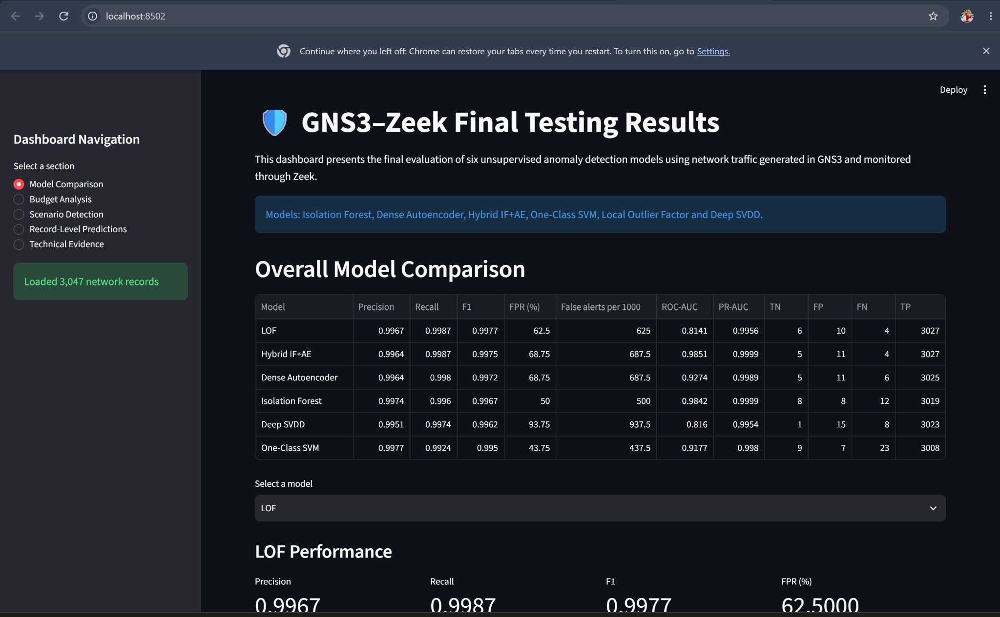 localhost:8502
Continue where you left off: Chrome can restore your tabs every time you restart. To turn this on, go to Settings.
Deploy
Dashboard Navigation
Select a section
Model Comparison
Budget Analysis
Scenario Detection
Record-Level Predictions
Technical Evidence
Loaded 3,047 network records
GNS3–Zeek Final Testing Results
This dashboard presents the final evaluation of six unsupervised anomaly detection models using network traffic generated in GNS3 and monitored
through Zeek.
Models: Isolation Forest, Dense Autoencoder, Hybrid IF+AE, One-Class SVM, Local Outlier Factor and Deep SVDD.
Overall Model Comparison
Model Precision Recall F1 FPR (%) False alerts per 1000 ROC-AUC PR-AUC TN FP FN TP
LOF 0.9967 0.9987 0.9977 62.5 625 0.8141 0.9956 6 10 4 3027
Hybrid IF+AE 0.9964 0.9987 0.9975 68.75 687.5 0.9851 0.9999 5 11 4 3027
Dense Autoencoder 0.9964 0.998 0.9972 68.75 687.5 0.9274 0.9989 5 11 6 3025
Isolation Forest 0.9974 0.996 0.9967 50 500 0.9842 0.9999 8 8 12 3019
Deep SVDD 0.9951 0.9974 0.9962 93.75 937.5 0.816 0.9954 1 15 8 3023
One-Class SVM 0.9977 0.9924 0.995 43.75 437.5 0.9177 0.998 9 7 23 3008
Select a model
LOF
LOF Performance
Precision Recall F1 FPR (%)
0.9967 0.9987 0.9977 62.5000